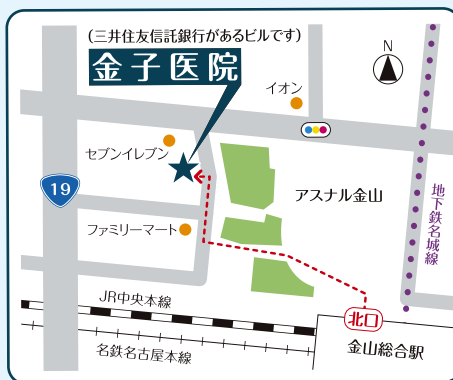 (三井住友信託銀行があるビルです)
金子医院
N
イオン
セブンイレブン
19
アスナル金山
地下鉄名城線
ファミリーマート
JR中央本線
北口
金山総合駅
名鉄名古屋本線